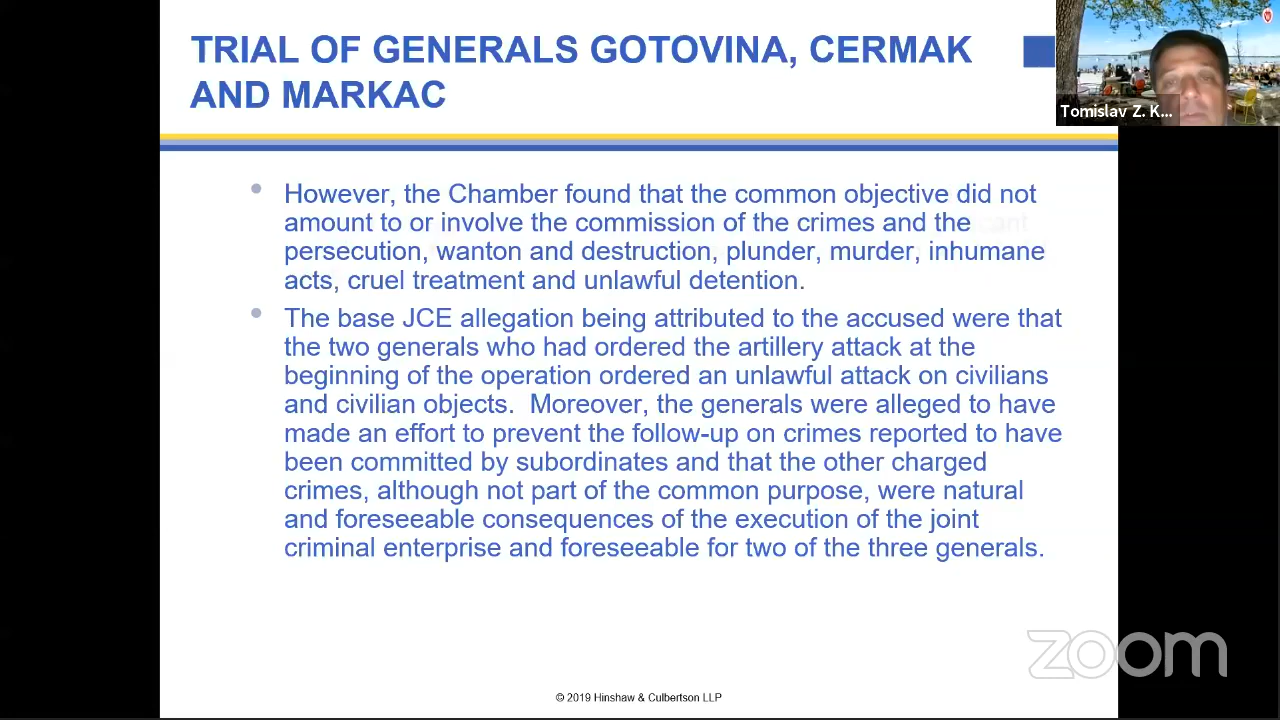 TRIAL OF GENERALS GOTOVINA, CERMAK
AND MARKAC
Tomislav Z. K...
However, the Chamber found that the common objective did not
amount to or involve the commission of the crimes and the
persecution, wanton and destruction, plunder, murder, inhumane
acts, cruel treatment and unlawful detention.
The base JCE allegation being attributed to the accused were that
the two generals who had ordered the artillery attack at the
beginning of the operation ordered an unlawful attack on civilians
and civilian objects. Moreover, the generals were alleged to have
made an effort to prevent the follow-up on crimes reported to have
been committed by subordinates and that the other charged
crimes, although not part of the common purpose, were natural
and foreseeable consequences of the execution of the joint
criminal enterprise and foreseeable for two of the three generals.
zoom
© 2019 Hinshaw & Culbertson LLP